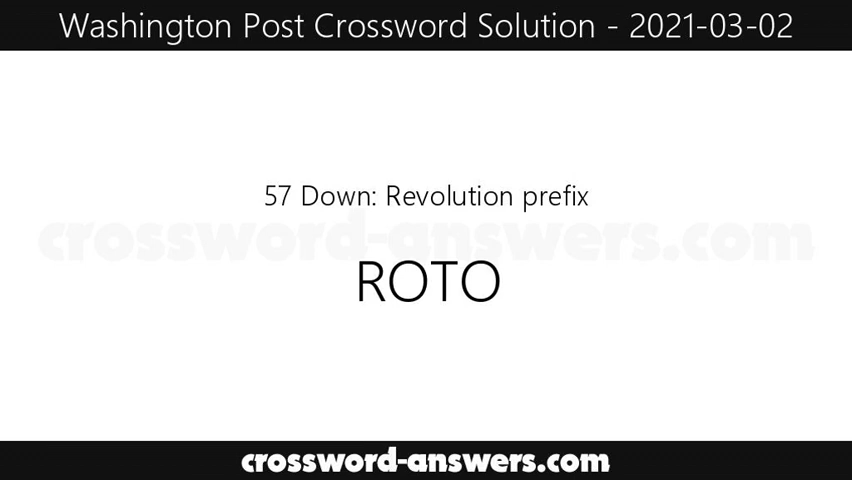 Washington Post Crossword Solution - 2021-03-02
57 Down: Revolution prefix
crossword-answers.com
ROTO
crossword-answers.com